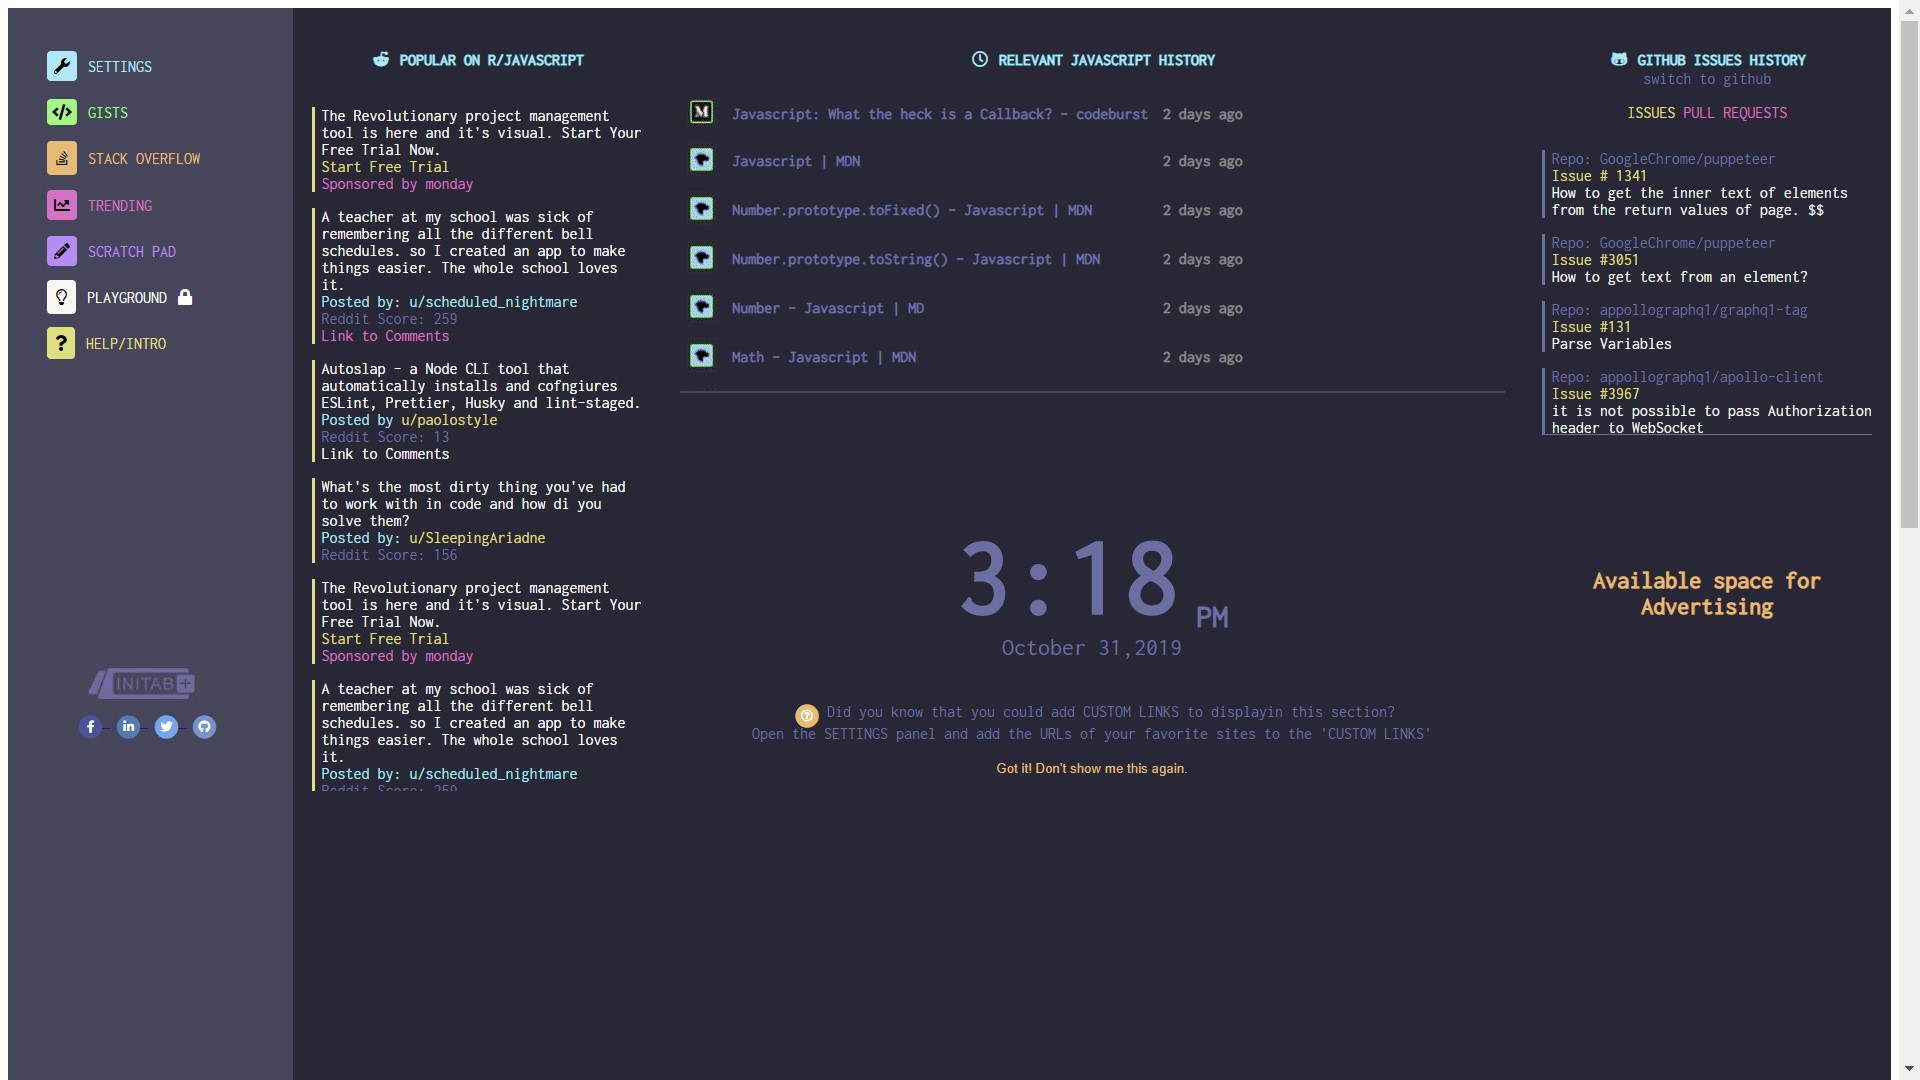 SETTINGS
GISTS
STACK OVERFLOW
TRENDING
SCRATCH PAD
PLAYGROUND
HELP/INTRO
INITAB+
POPULAR ON R/JAVASCRIPT
The Revolutionary project management
tool is here and it's visual. Start Your
Free Trial Now.
Start Free Trial
Sponsored by monday
A teacher at my school was sick of
remembering all the different bell
schedules. so I created an app to make
things easier. The whole school loves
it.
Posted by: u/scheduled_nightmare
Reddit Score: 259
Link to Comments
Autoslap - a Node CLI tool that
automatically installs and cofngiures
ESLint, Prettier, Husky and lint-staged.
Posted by u/paolostyle
Reddit Score: 13
Link to Comments
What's the most dirty thing you've had
to work with in code and how di you
solve them?
Posted by: u/SleepingAriadne
Reddit Score: 156
The Revolutionary project management
tool is here and it's visual. Start Your
Free Trial Now.
Start Free Trial
Sponsored by monday
A teacher at my school was sick of
remembering all the different bell
schedules. so I created an app to make
things easier. The whole school loves
it.
Posted by: u/scheduled_nightmare
Reddit Score: 259
RELEVANT JAVASCRIPT HISTORY
Javascript: What the heck is a Callback? - codeburst 2 days ago
Javascript | MDN 2 days ago
Number.prototype.toFixed() - Javascript | MDN 2 days ago
Number.prototype.toString() - Javascript | MDN 2 days ago
Number - Javascript | MD 2 days ago
Math - Javascript | MDN 2 days ago
3:18 PM
October 31,2019
Did you know that you could add CUSTOM LINKS to displayin this section?
Open the SETTINGS panel and add the URLs of your favorite sites to the 'CUSTOM LINKS'
Got it! Don't show me this again.
GITHUB ISSUES HISTORY
switch to github
ISSUES PULL REQUESTS
Repo: GoogleChrome/puppeteer
Issue # 1341
How to get the inner text of elements
from the return values of page. $$
Repo: GoogleChrome/puppeteer
Issue #3051
How to get text from an element?
Repo: appollographq1/graphq1-tag
Issue #131
Parse Variables
Repo: appollographq1/apollo-client
Issue #3967
it is not possible to pass Authorization
header to WebSocket
Available space for
Advertising